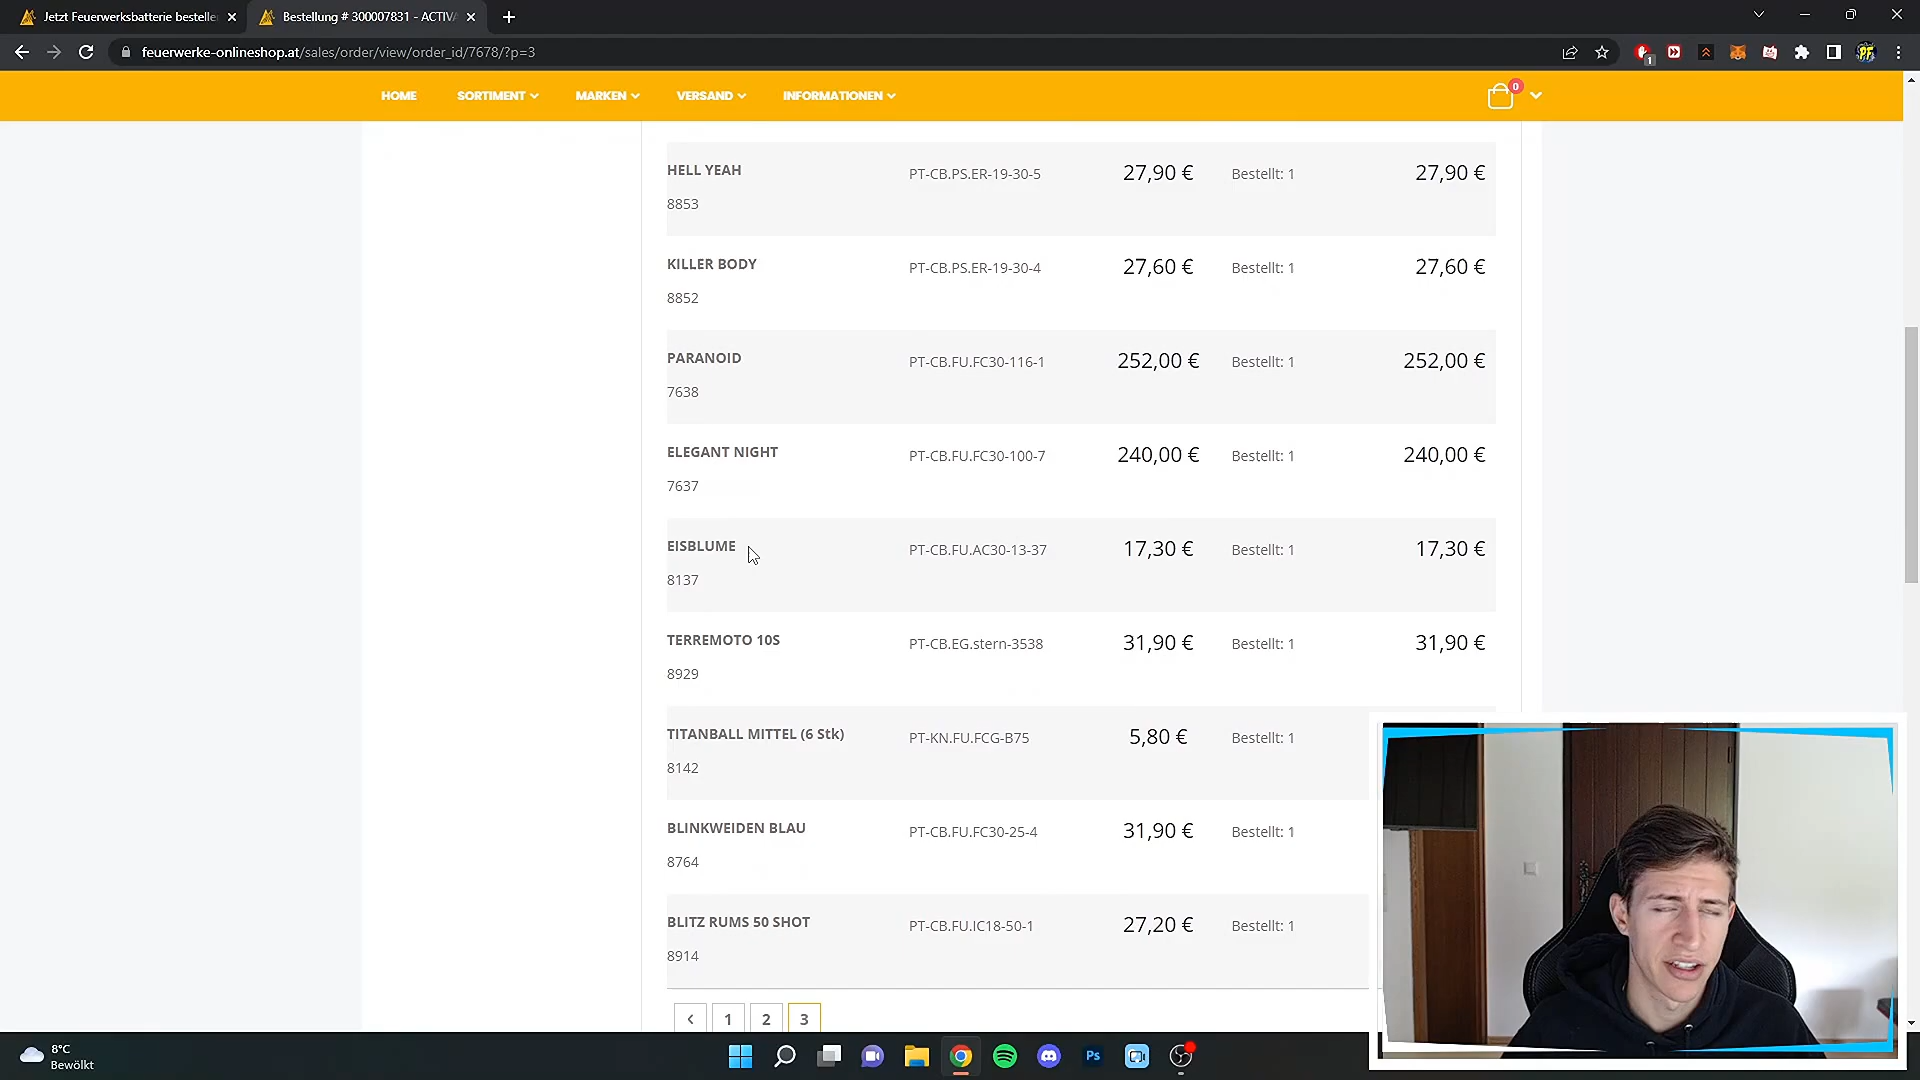 Jetzt Feuerwerksbatterie bestelle
Bestellung # 300007831 - ACTIVA
feuerwerke-onlineshop.at/sales/order/view/order_id/7678/?p=3
1
PF
HOME SORTIMENT MARKEN VERSAND INFORMATIONEN
0
HELL YEAH PT-CB.PS.ER-19-30-5 27,90 € Bestellt: 1 27,90 €
8853
KILLER BODY PT-CB.PS.ER-19-30-4 27,60 € Bestellt: 1 27,60 €
8852
PARANOID PT-CB.FU.FC30-116-1 252,00 € Bestellt: 1 252,00 €
7638
ELEGANT NIGHT PT-CB.FU.FC30-100-7 240,00 € Bestellt: 1 240,00 €
7637
EISBLUME PT-CB.FU.AC30-13-37 17,30 € Bestellt: 1 17,30 €
8137
TERREMOTO 10S PT-CB.EG.stern-3538 31,90 € Bestellt: 1 31,90 €
8929
TITANBALL MITTEL (6 Stk) PT-KN.FU.FCG-B75 5,80 € Bestellt: 1
8142
BLINKWEIDEN BLAU PT-CB.FU.FC30-25-4 31,90 € Bestellt: 1
8764
BLITZ RUMS 50 SHOT PT-CB.FU.IC18-50-1 27,20 € Bestellt: 1
8914
1 2 3
8°C
Bewölkt
Ps